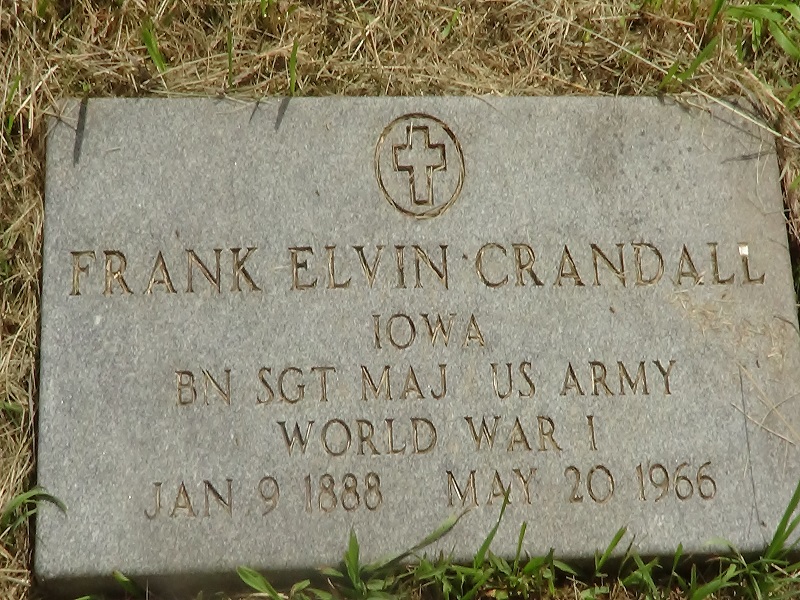 FRANK ELVIN CRANDALL
IOWA
BN SGT MAJ US ARMY
WORLD WAR I
JAN 9 1888 MAY 20 1966